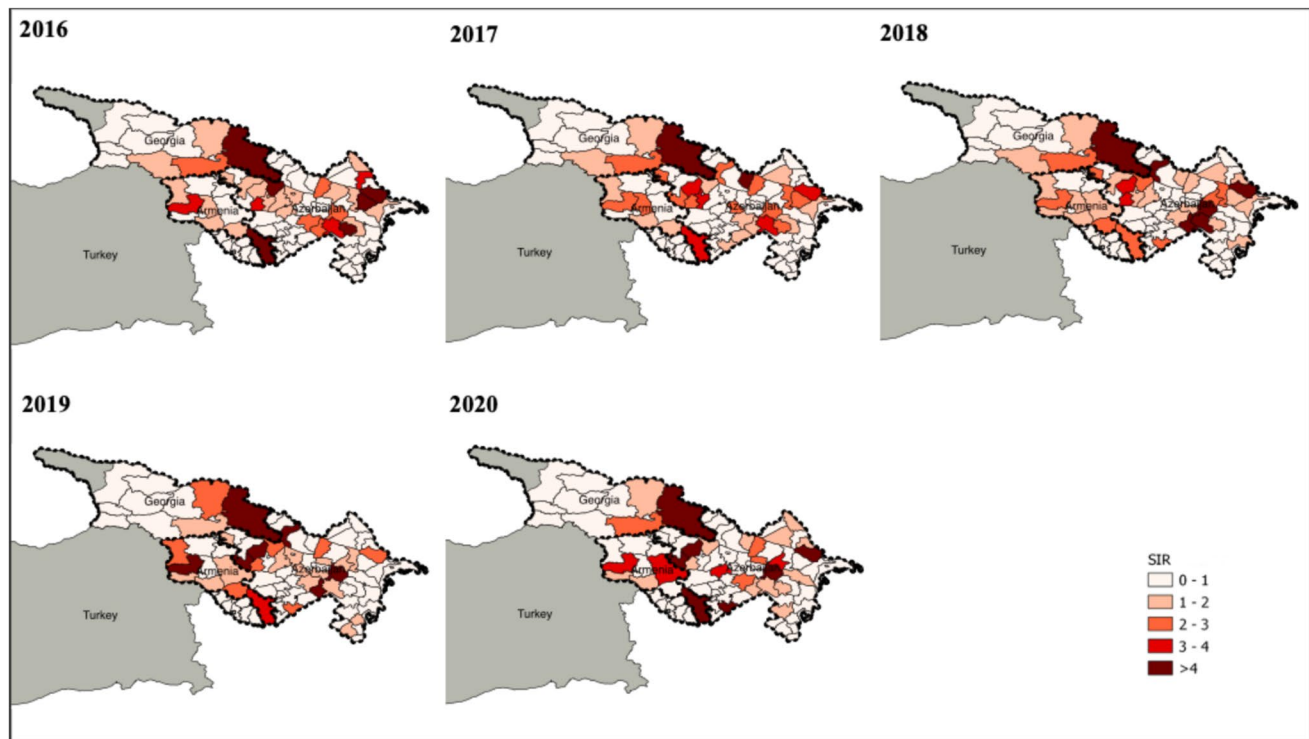 2016
2017
2018
Georgia
Armenia
Azerbaijan
Turkey
Georgia
Armenia
Azerbaijan
Turkey
Georgia
Armenia
Azerbaijan
Turkey
2019
2020
Georgia
Armenia
Azerbaijan
Turkey
Georgia
Armenia
Azerbaijan
Turkey
SIR
0 - 1
1 - 2
2 - 3
3 - 4
>4